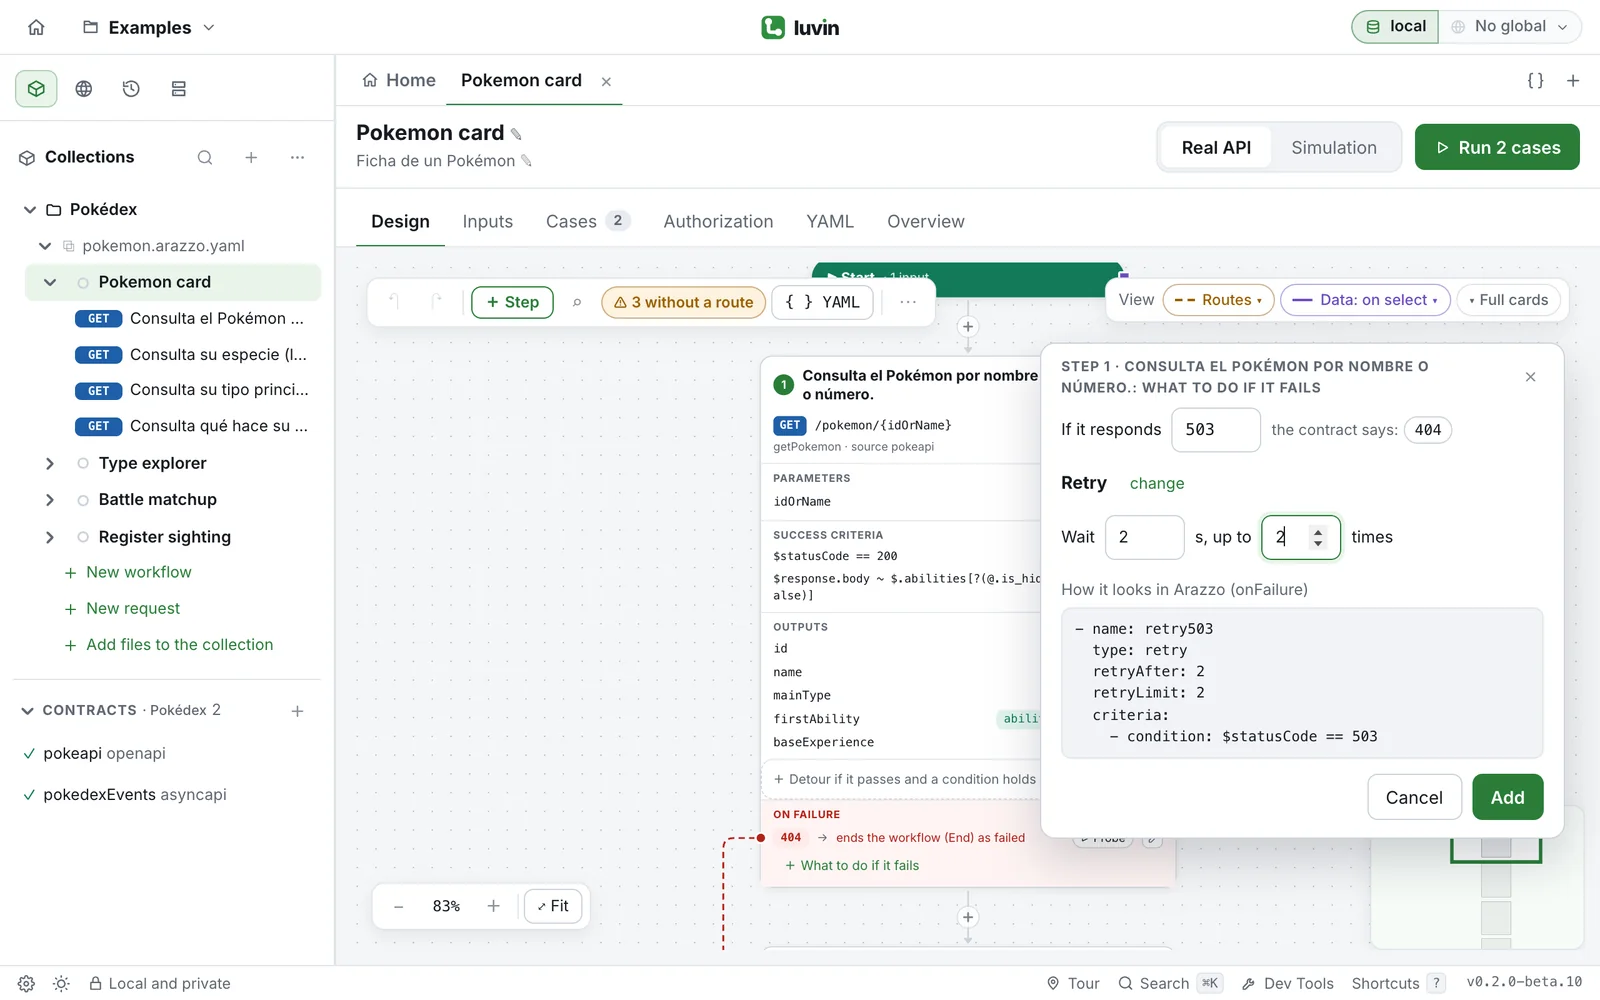 Examples
luvin
local
No global
Home
Pokemon card
{ }
Pokemon card
Ficha de un Pokémon
Real API
Simulation
Run 2 cases
Collections
Pokédex
pokemon.arazzo.yaml
Pokemon card
GET Consulta el Pokémon ...
GET Consulta su especie (l...
GET Consulta su tipo princi...
GET Consulta qué hace su ...
Type explorer
Battle matchup
Register sighting
+ New workflow
+ New request
+ Add files to the collection
CONTRACTS · Pokédex 2
pokeapi openapi
pokedexEvents asyncapi
Design
Inputs
Cases 2
Authorization
YAML
Overview
Start · 1 input
+ Step
3 without a route
{ } YAML
View
Routes
Data: on select
Full cards
1
Consulta el Pokémon por nombre
o número.
GET /pokemon/{idOrName}
getPokemon · source pokeapi
PARAMETERS
idOrName
SUCCESS CRITERIA
$statusCode == 200
$response.body ~ $.abilities[?(@.is_hid
alse)]
OUTPUTS
id
name
mainType
firstAbility
baseExperience
+ Detour if it passes and a condition holds
ON FAILURE
404 → ends the workflow (End) as failed
+ What to do if it fails
STEP 1 · CONSULTA EL POKÉMON POR NOMBRE O
NÚMERO.: WHAT TO DO IF IT FAILS
If it responds 503 the contract says: 404
Retry change
Wait 2 s, up to 2 times
How it looks in Arazzo (onFailure)
- name: retry503
type: retry
retryAfter: 2
retryLimit: 2
criteria:
- condition: $statusCode == 503
Cancel
Add
− 83% +
Fit
Local and private
Tour
Search ⌘K
Dev Tools
Shortcuts ?
v0.2.0-beta.10